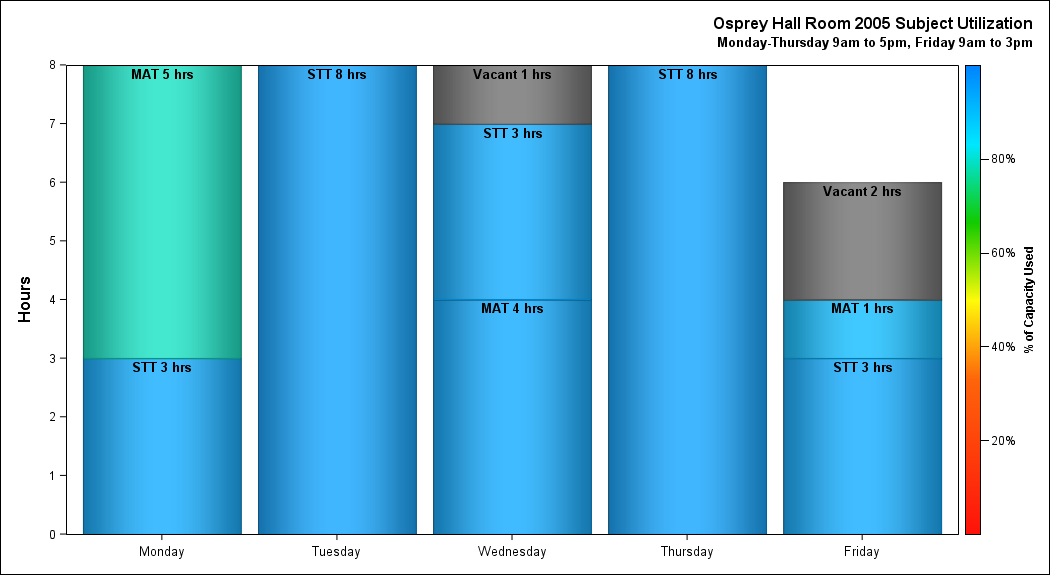 Osprey Hall Room 2005 Subject Utilization
Monday-Thursday 9am to 5pm, Friday 9am to 3pm
Hours
8
7
6
5
4
3
2
1
0
MAT 5 hrs
STT 3 hrs
STT 8 hrs
Vacant 1 hrs
STT 3 hrs
MAT 4 hrs
STT 8 hrs
Vacant 2 hrs
MAT 1 hrs
STT 3 hrs
Monday
Tuesday
Wednesday
Thursday
Friday
80%
60%
40%
20%
% of Capacity Used